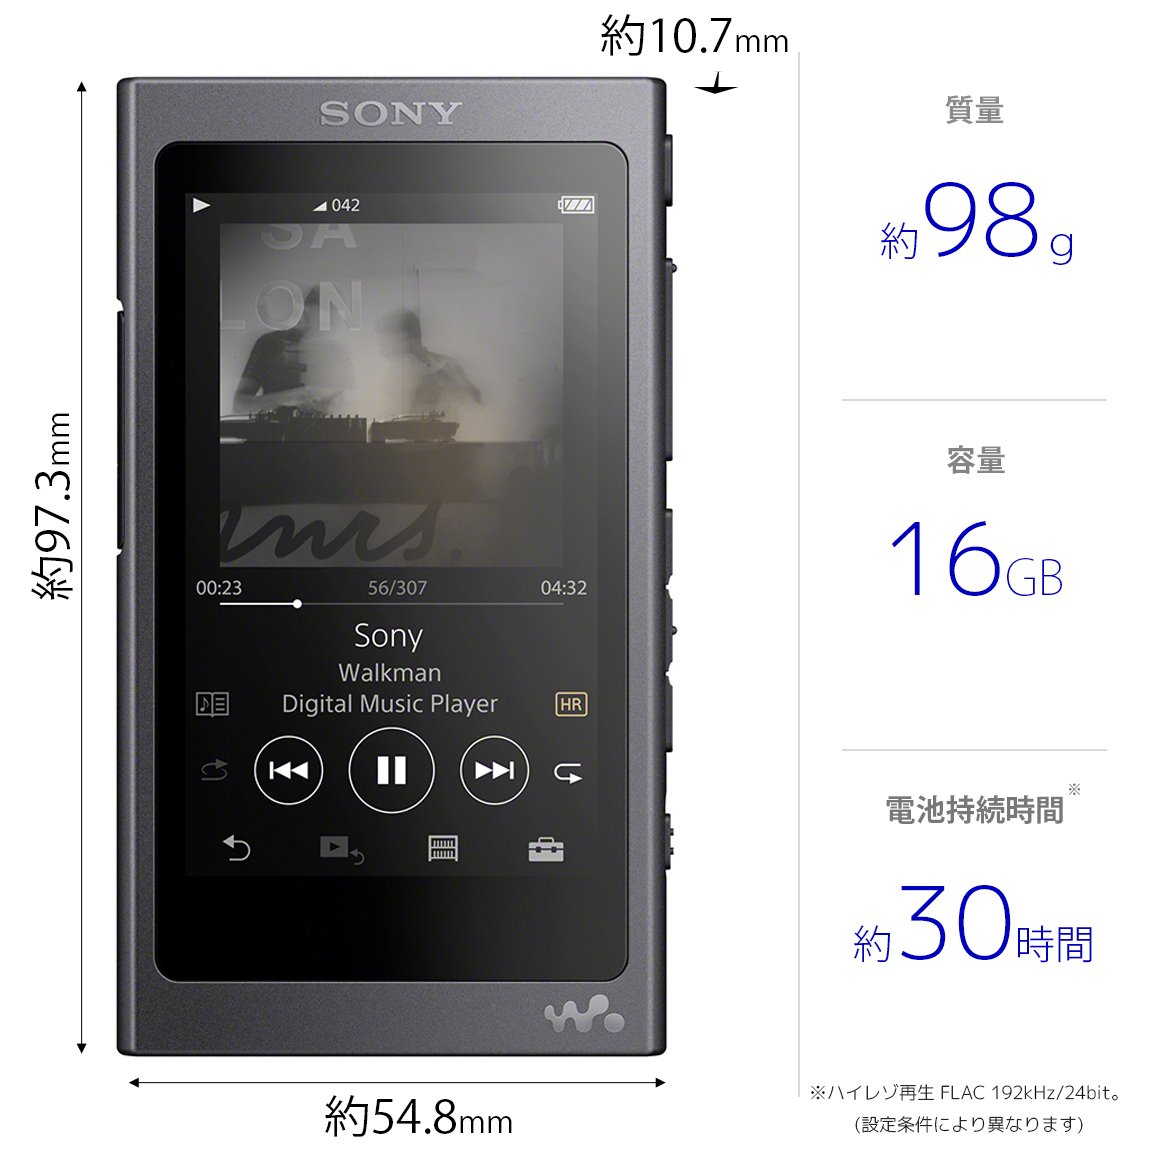 約10.7mm
SONY
042
SA
LON
00:23 56/307 04:32
Sony
Walkman
Digital Music Player
HR
約97.3mm
約54.8mm
質量
約98g
容量
16GB
電池持続時間※
約30時間
※ハイレゾ再生 FLAC 192kHz/24bit。
(設定条件により異なります)